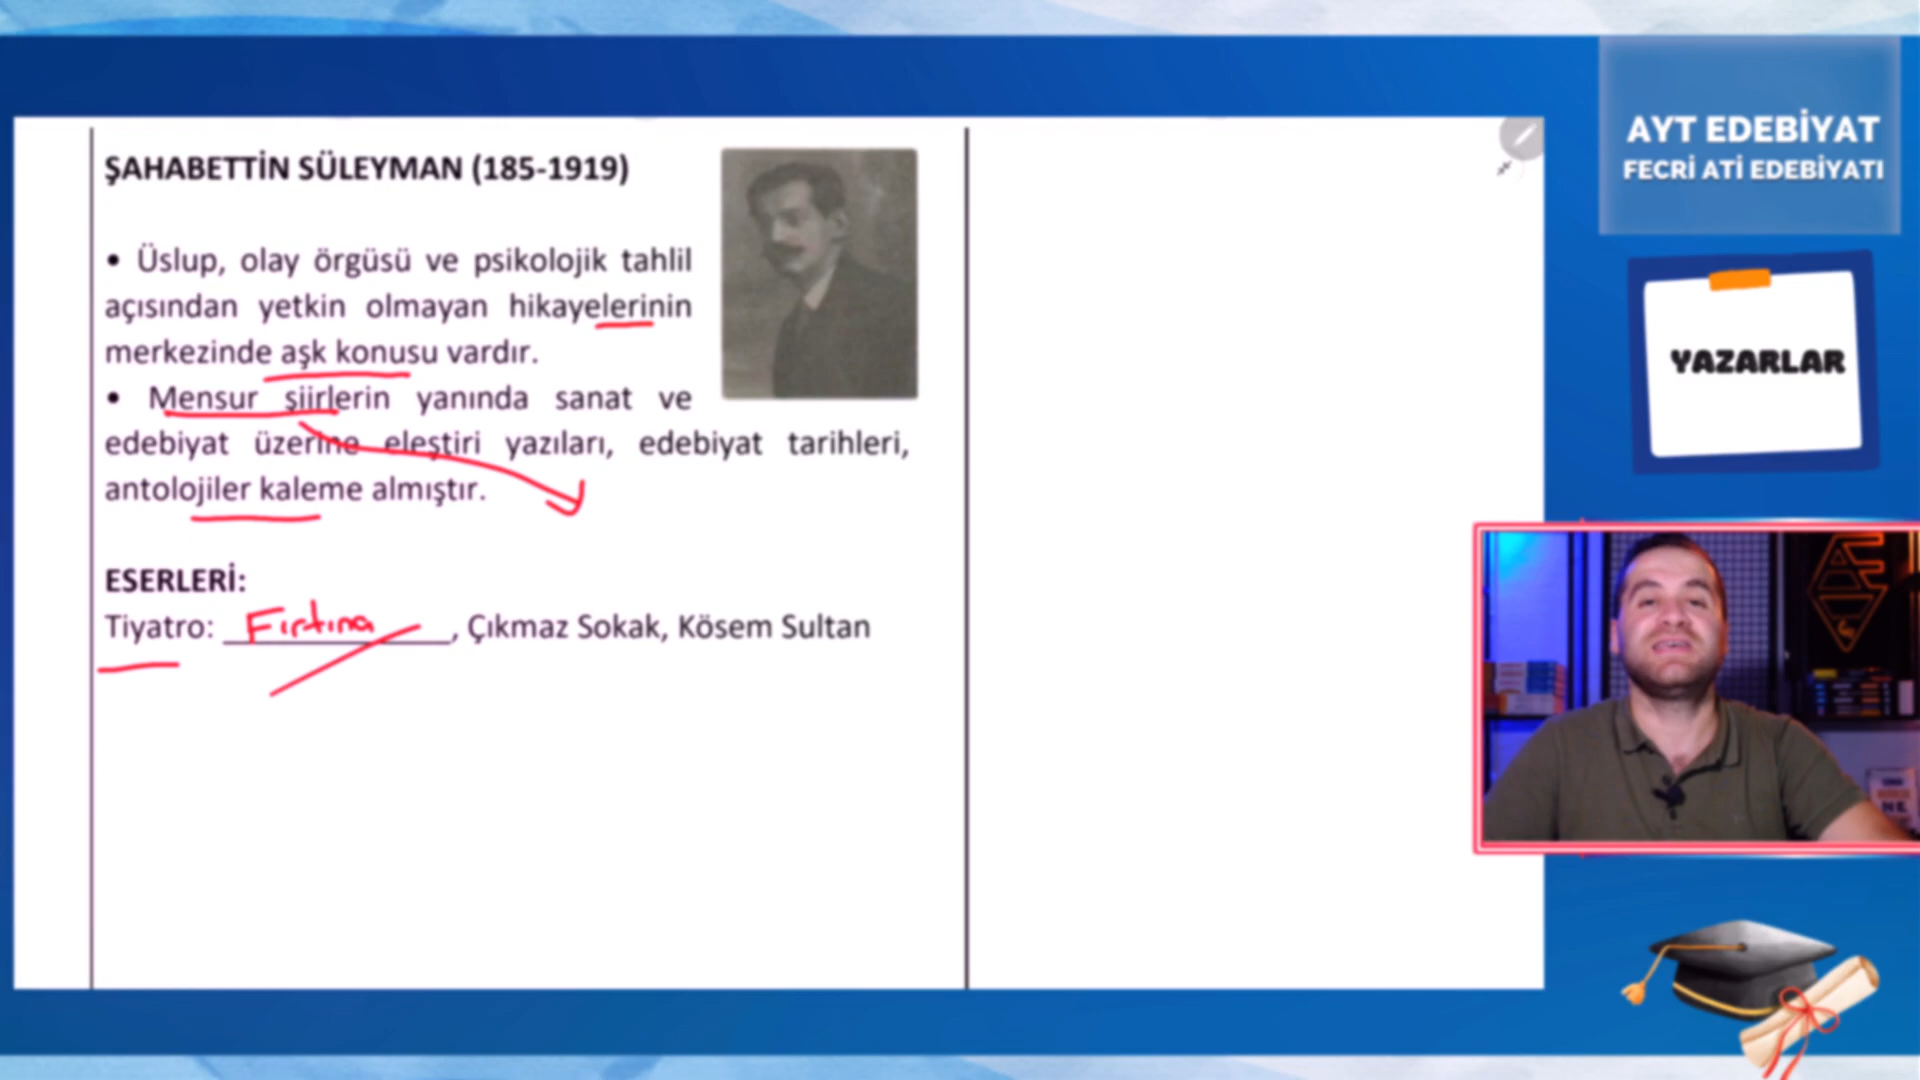 ŞAHABETTİN SÜLEYMAN (185-1919)
• Üslup, olay örgüsü ve psikolojik tahlil
açısından yetkin olmayan hikayelerinin
merkezinde aşk konusu vardır.
• Mensur şiirlerin yanında sanat ve
edebiyat üzerine eleştiri yazıları, edebiyat tarihleri,
antolojiler kaleme almıştır.
ESERLERİ:
Tiyatro: Fırtına, Çıkmaz Sokak, Kösem Sultan
AYT EDEBİYAT
FECRİ ATİ EDEBİYATI
YAZARLAR
NE